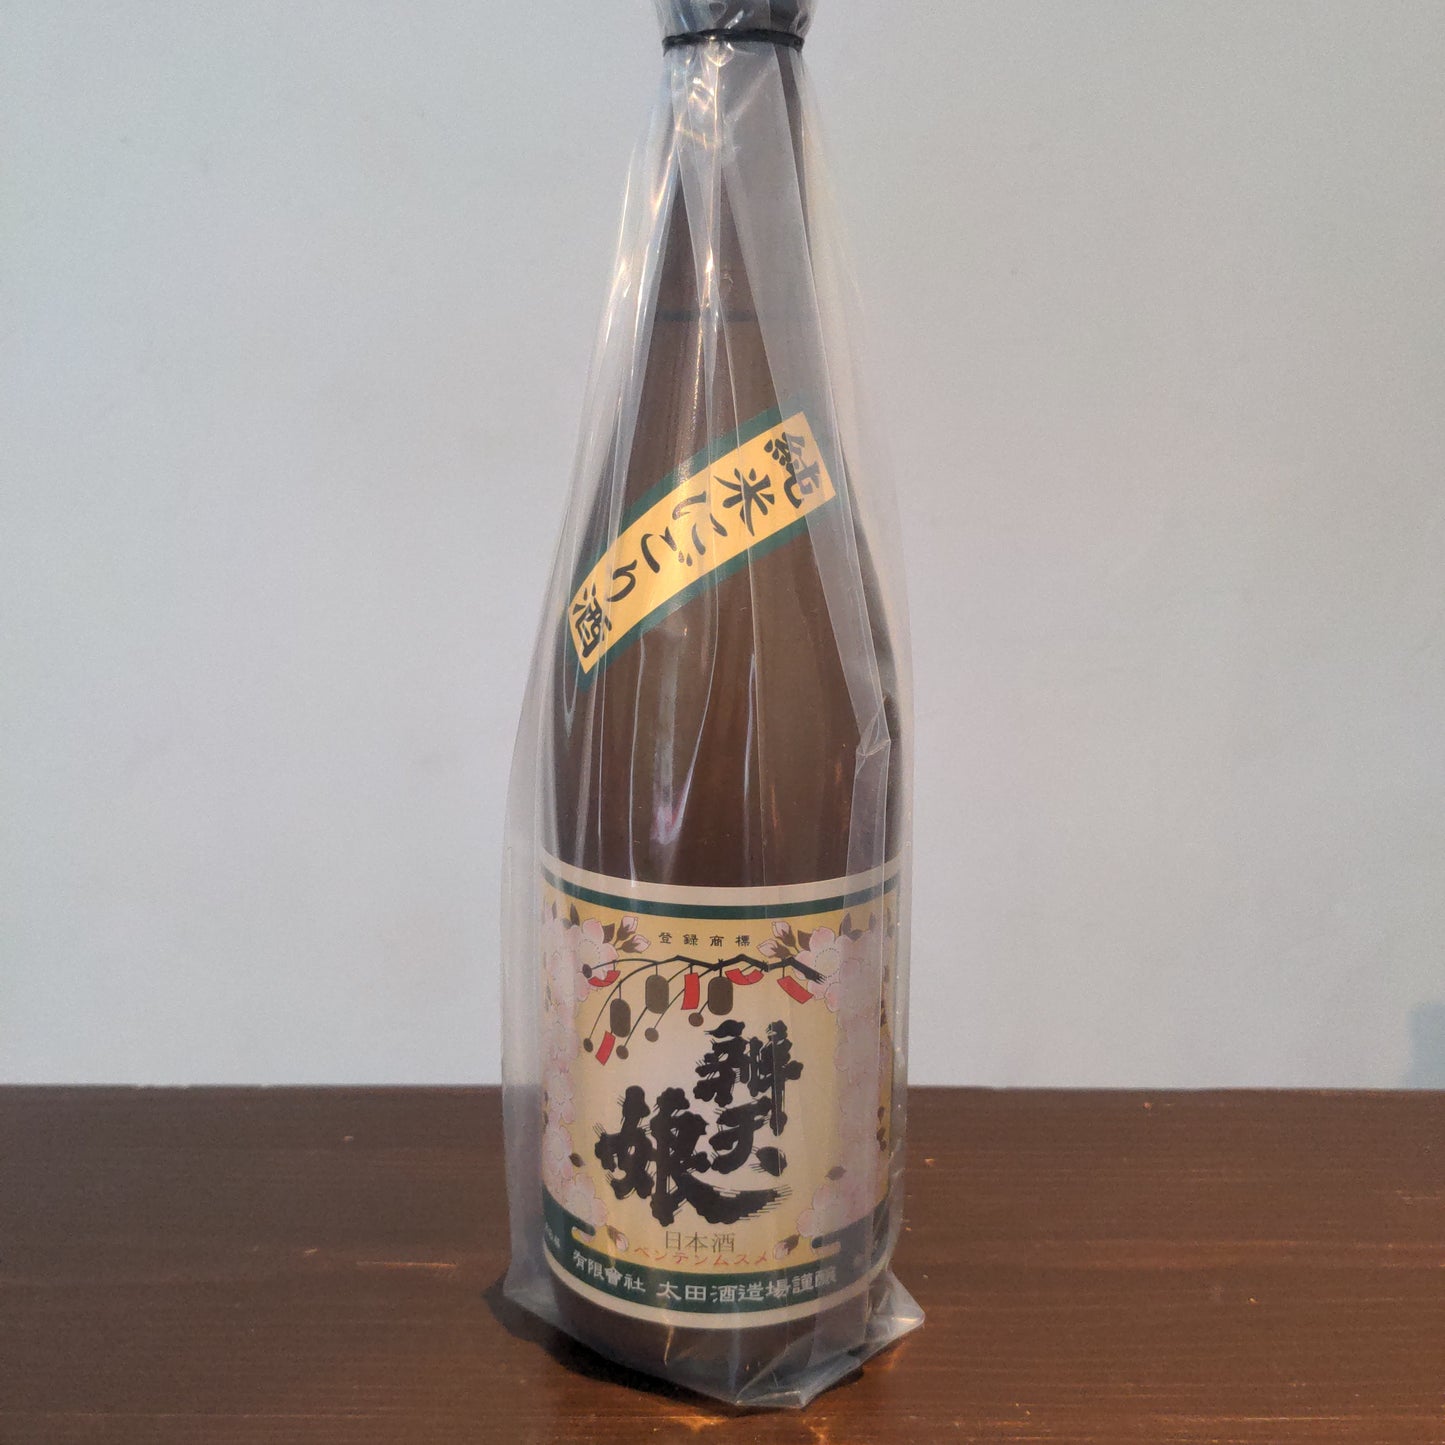 純米にごり酒
登録商標
辨天娘
日本酒
ベンテンムスメ
有限會社 太田酒造場謹醸